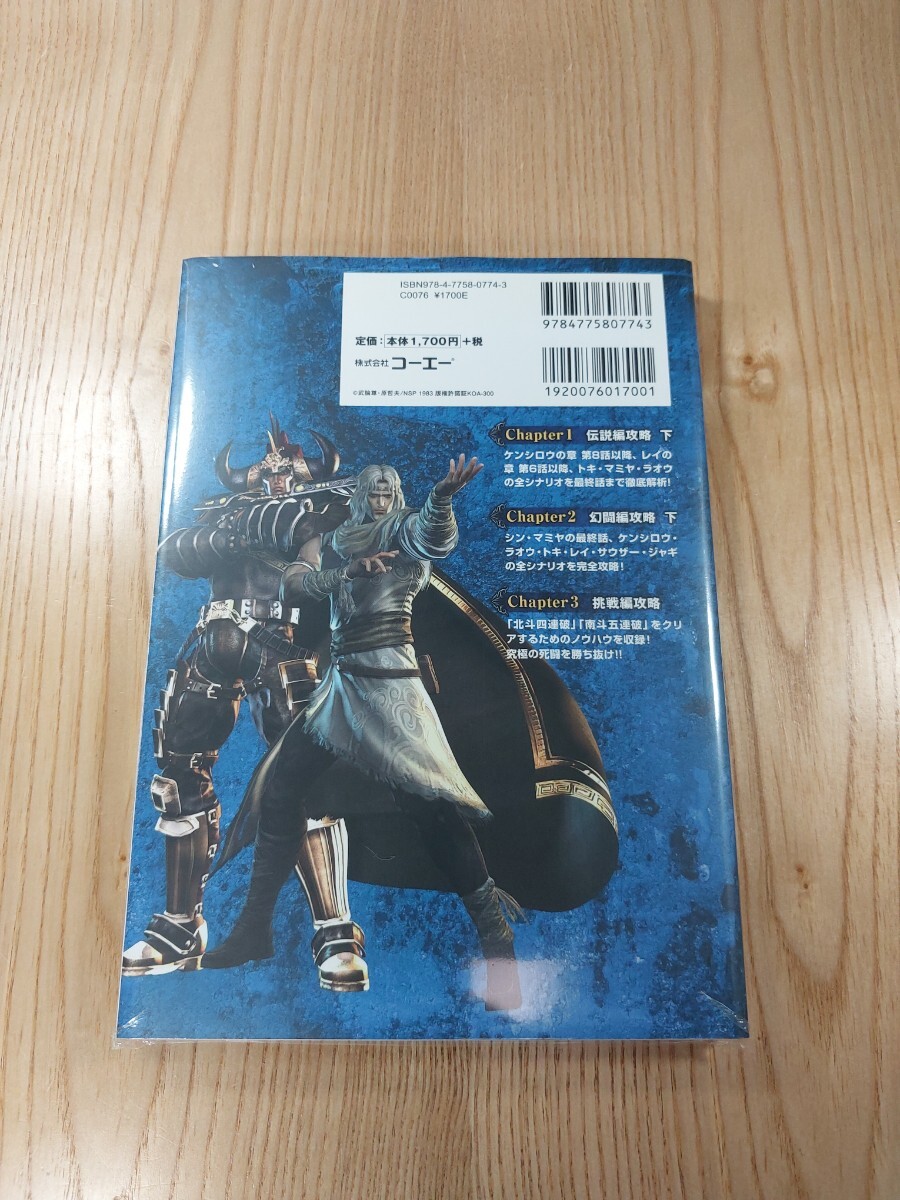 ISBN978-4-7758-0774-3
C0076 ¥1700E
定価：本体1,700円+税
株式会社 コーエー
©武論尊・原哲夫/NSP 1983 版権許諾証KOA-300
9784775807743
1920076017001
Chapter1 伝説編攻略 下
ケンシロウの章 第8話以降、レイの
章 第6話以降、トキ・マミヤ・ラオウ
の全シナリオを最終話まで徹底解析!
Chapter2 幻闘編攻略 下
シン・マミヤの最終話、ケンシロウ・
ラオウ・トキ・レイ・サウザー・ジャギ
の全シナリオを完全攻略!
Chapter3 挑戦編攻略
「北斗四連破」「南斗五連破」をクリ
アするためのノウハウを収録!
究極の死闘を勝ち抜け!!